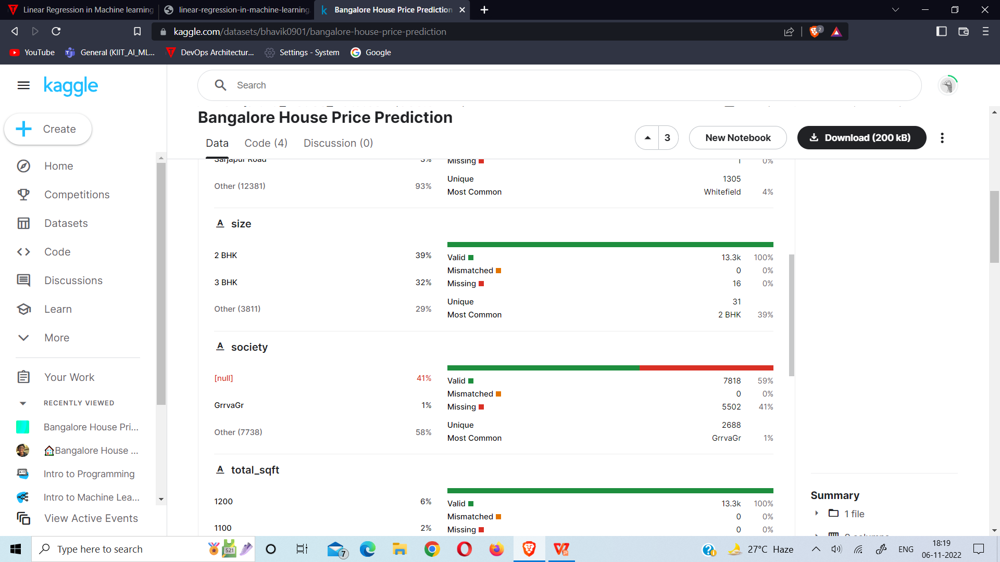 Linear Regression in Machine learning
linear-regression-in-machine-learning.
Bangalore House Price Prediction
kaggle.com/datasets/bhavik0901/bangalore-house-price-prediction
2
YouTube
General (KIIT_AI_ML...
DevOps Architectur...
Settings - System
Google
kaggle
Search
Create
Home
Competitions
Datasets
Code
Discussions
Learn
More
Your Work
RECENTLY VIEWED
Bangalore House Pri...
Bangalore House ...
Intro to Programming
Intro to Machine Lea...
View Active Events
Bangalore House Price Prediction
Data
Code (4)
Discussion (0)
3
New Notebook
Download (200 kB)
Sarjapur Road 3%
Other (12381) 93%
Missing 1 0%
Unique 1305
Most Common Whitefield 4%
size
2 BHK 39%
3 BHK 32%
Other (3811) 29%
Valid 13.3k 100%
Mismatched 0 0%
Missing 16 0%
Unique 31
Most Common 2 BHK 39%
society
[null] 41%
GrrvaGr 1%
Other (7738) 58%
Valid 7818 59%
Mismatched 0 0%
Missing 5502 41%
Unique 2688
Most Common GrrvaGr 1%
total_sqft
1200 6%
1100 2%
Valid 13.3k 100%
Mismatched 0 0%
Missing 0 0%
Summary
1 file
Type here to search
521
7
27°C Haze
ENG
18:19
06-11-2022